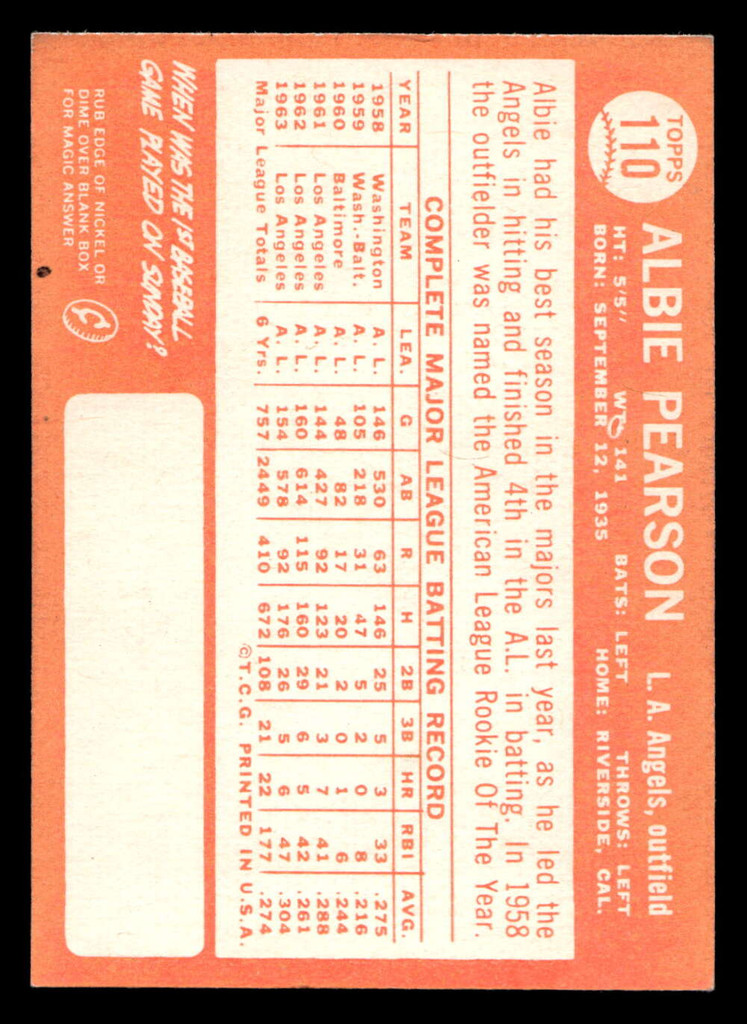 TOPPS
110
ALBIE PEARSON L. A. Angels, outfield
HT: 5'5" WT: 141 BATS: LEFT THROWS: LEFT
BORN: SEPTEMBER 12, 1935 HOME: RIVERSIDE, CAL.
Albie had his best season in the majors last year, as he led the
Angels in hitting and finished 4th in the A.L. in batting. In 1958
the outfielder was named the American League Rookie Of The Year.
COMPLETE MAJOR LEAGUE BATTING RECORD
YEAR TEAM LEA. G AB R H 2B 3B HR RBI AVG.
1958 Washington A. L. 146 530 63 146 25 5 3 33 .275
1959 Wash.-Balt. A. L. 105 218 31 47 5 2 0 8 .216
1960 Baltimore A. L. 48 82 17 20 2 0 1 6 .244
1961 Los Angeles A. L. 144 427 92 123 21 3 7 41 .288
1962 Los Angeles A. L. 160 614 115 160 29 6 5 42 .261
1963 Los Angeles A. L. 154 578 92 176 26 5 6 47 .304
Major League Totals 6 Yrs. 757 2449 410 672 108 21 22 177 .274
©T.C.G. PRINTED IN U.S.A.
WHEN WAS THE 1ST BASEBALL
GAME PLAYED ON SUNDAY?
RUB EDGE OF NICKEL OR
DIME OVER BLANK BOX
FOR MAGIC ANSWER